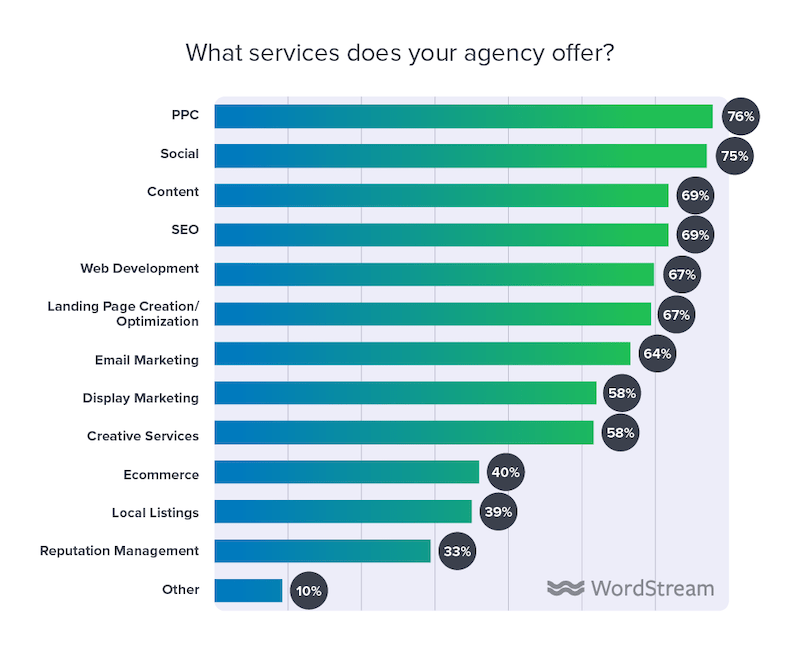 What services does your agency offer?
PPC
76%
Social
75%
Content
69%
SEO
69%
Web Development
67%
Landing Page Creation/
Optimization
67%
Email Marketing
64%
Display Marketing
58%
Creative Services
58%
Ecommerce
40%
Local Listings
39%
Reputation Management
33%
Other
10%
WordStream